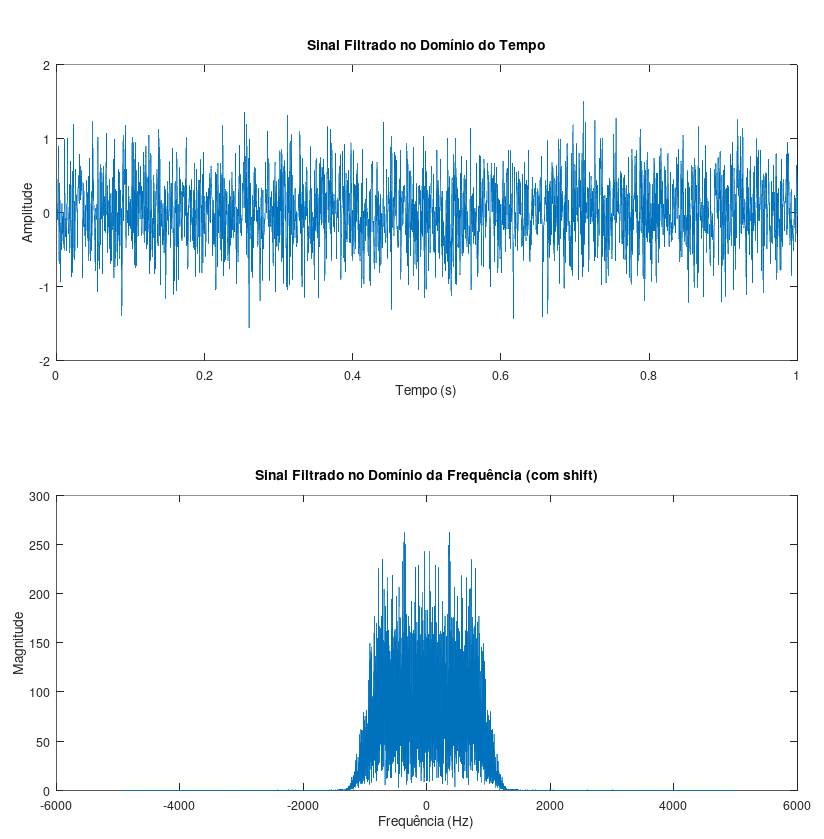 Sinal Filtrado no Domínio do Tempo
2
1
0
-1
-2
Amplitude
0 0.2 0.4 0.6 0.8 1
Tempo (s)
Sinal Filtrado no Domínio da Frequência (com shift)
300
250
200
150
100
50
0
Magnitude
-6000 -4000 -2000 0 2000 4000 6000
Frequência (Hz)